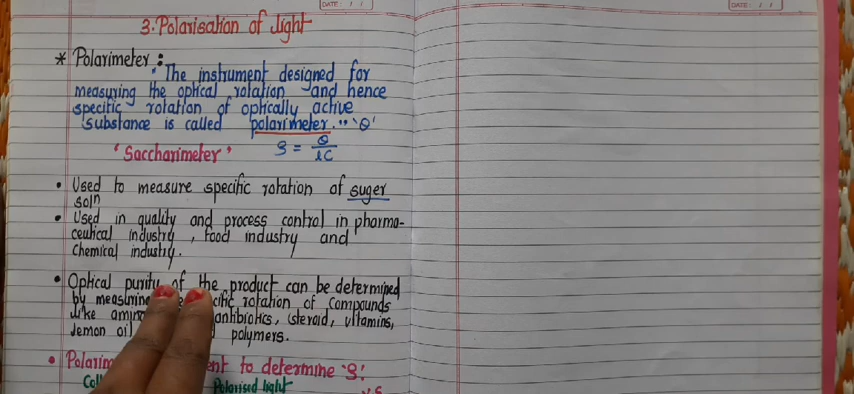 DATE: / /
DATE: / /
3. Polarisation of light
* Polarimeter :
" The instrument designed for
measuring the optical rotation and hence
specific rotation of optically active
substance is called polarimeter. " 'θ'
" Saccharimeter " S = θ / lC
• Used to measure specific rotation of suger
soln
• Used in quality and process control in pharma-
ceutical industry , food industry and
Chemical industry.
• Optical purity of the product can be determined
by measuring rotation of Compounds
like antibiotics, steroid, vitamins,
lemon oil polymers.
• to determine 'S'
Polarised light